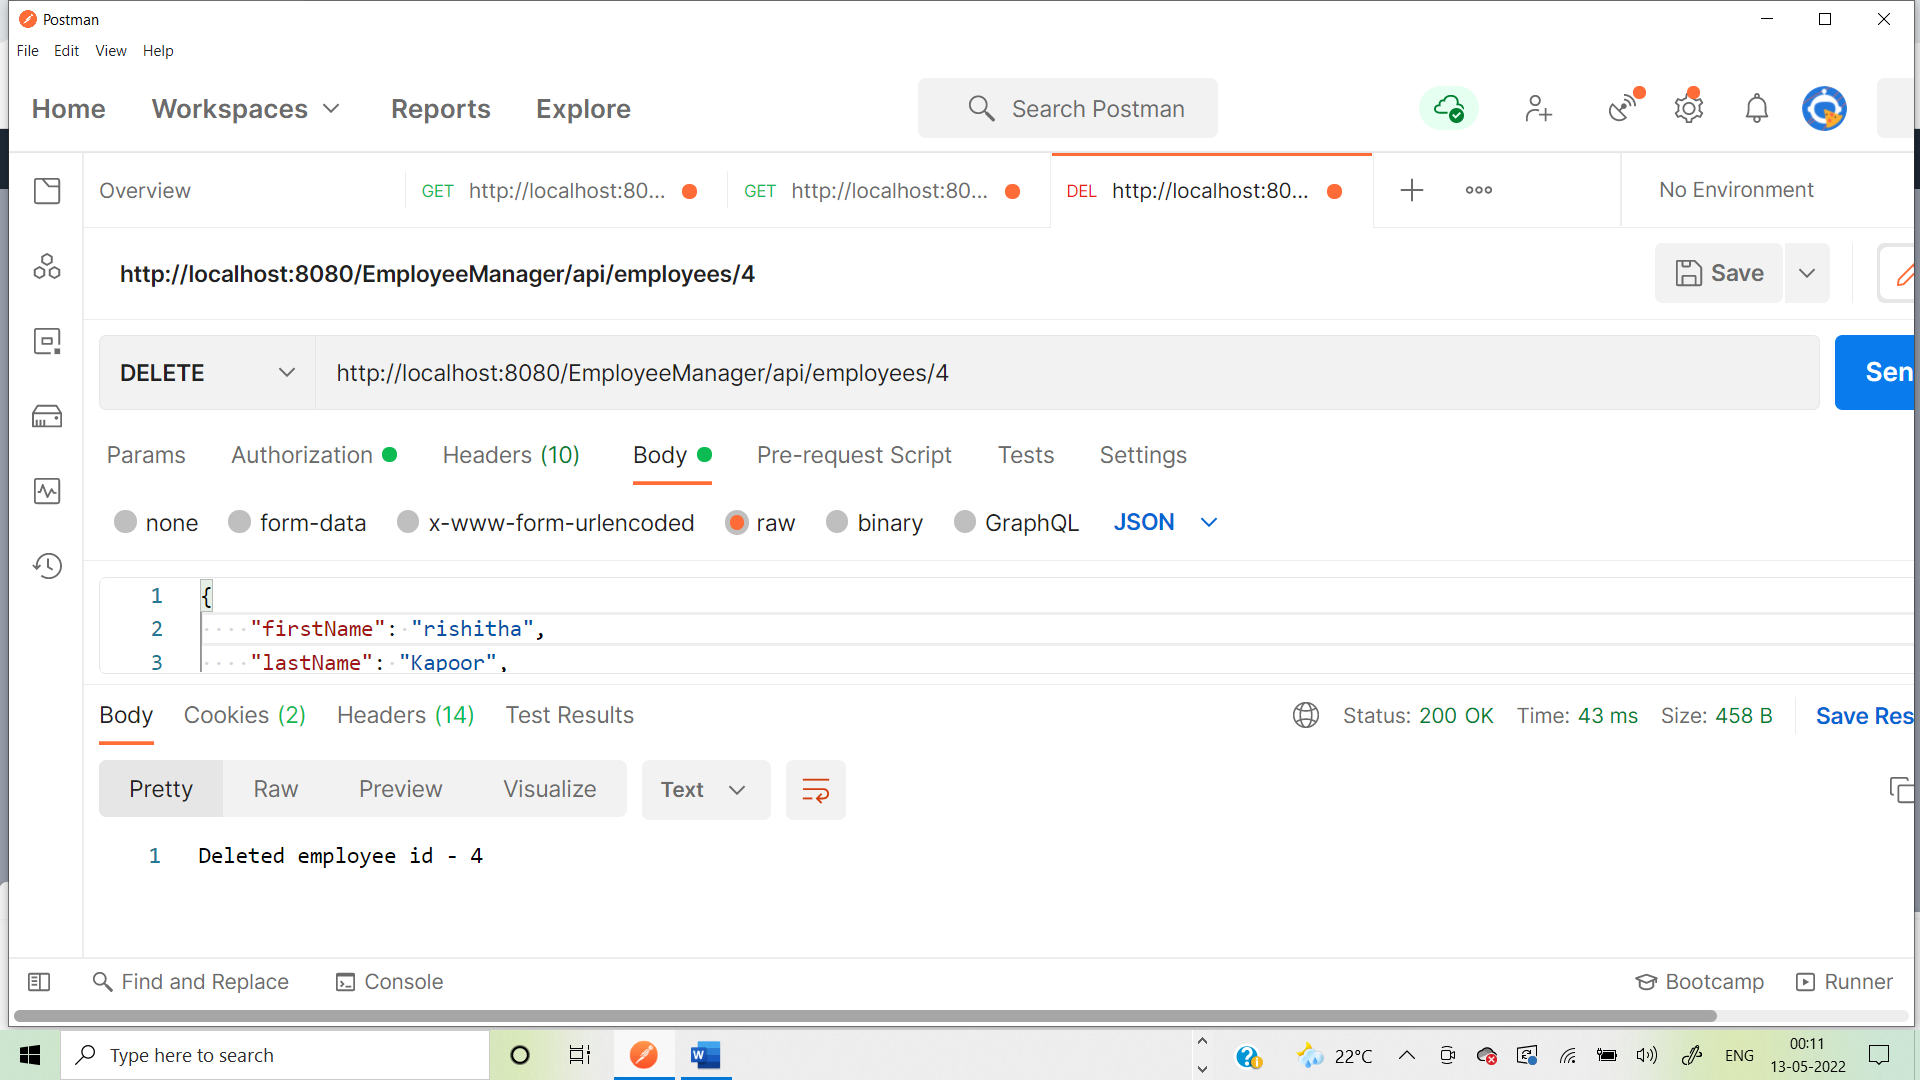 Postman
File Edit View Help
Home Workspaces Reports Explore Search Postman
Overview GET http://localhost:80... GET http://localhost:80... DEL http://localhost:80... No Environment
http://localhost:8080/EmployeeManager/api/employees/4 Save
DELETE http://localhost:8080/EmployeeManager/api/employees/4 Sen
Params Authorization Headers (10) Body Pre-request Script Tests Settings
none form-data x-www-form-urlencoded raw binary GraphQL JSON
1 {
2 "firstName": "rishitha",
3 "lastName": "Kapoor",
Body Cookies (2) Headers (14) Test Results Status: 200 OK Time: 43 ms Size: 458 B Save Res
Pretty Raw Preview Visualize Text
1 Deleted employee id - 4
Find and Replace Console Bootcamp Runner
Type here to search 22°C ENG 00:11
13-05-2022